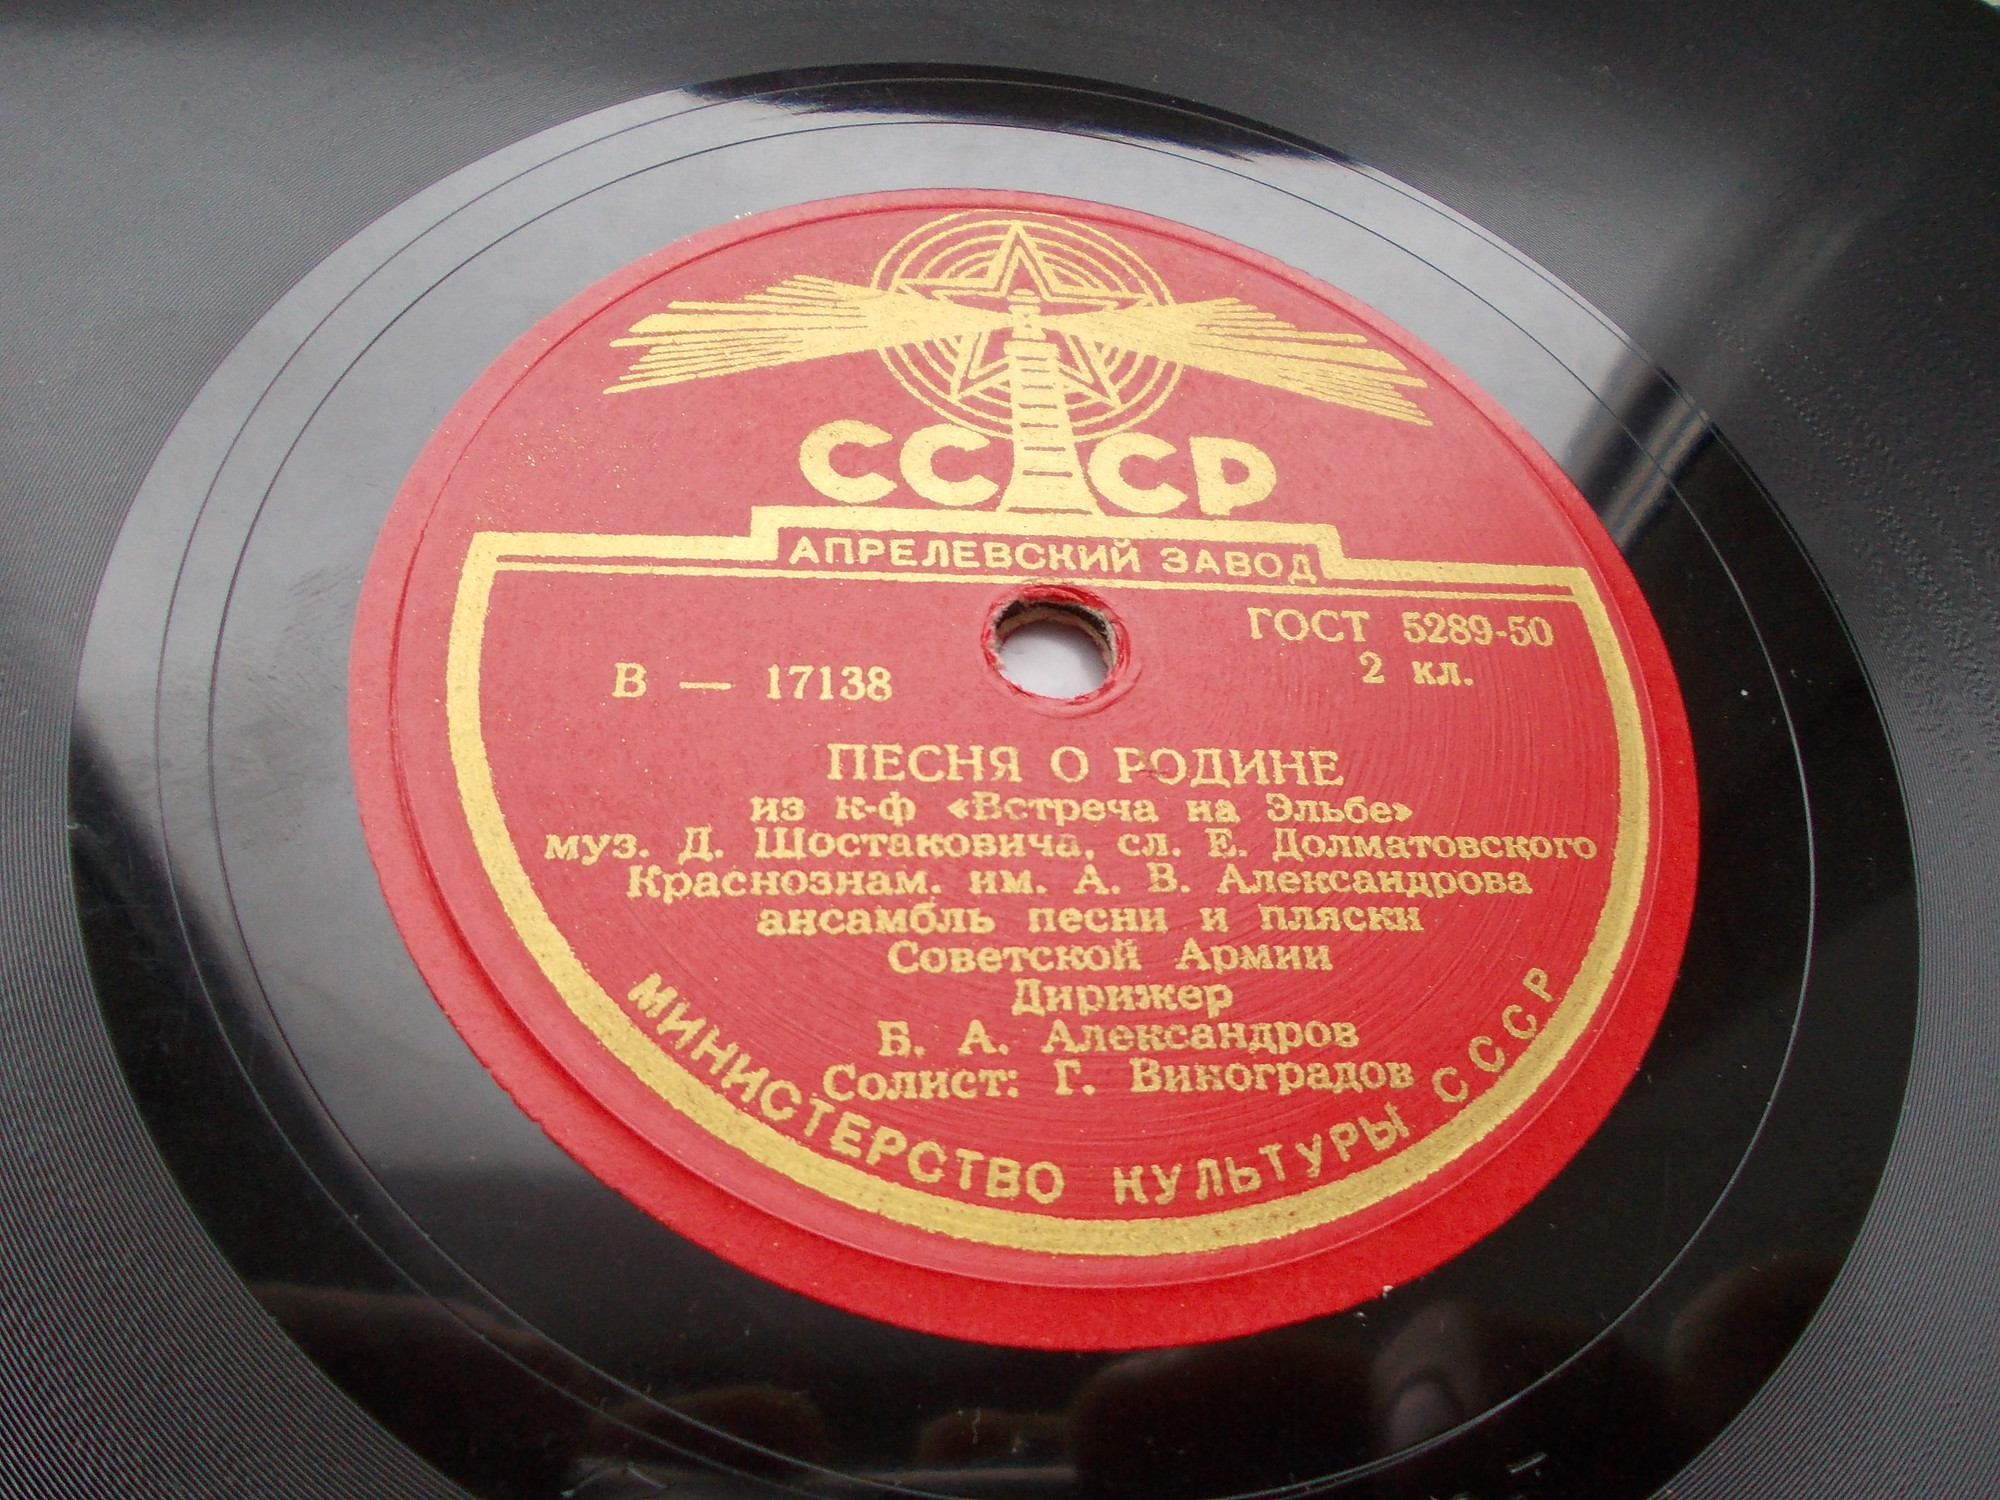 СССР
АПРЕЛЕВСКИЙ ЗАВОД
ГОСТ 5289-50
2 кл.
В — 17138
ПЕСНЯ О РОДИНЕ
из к-ф «Встреча на Эльбе»
муз. Д. Шостаковича, сл. Е. Долматовского
Краснознам. им. А. В. Александрова
ансамбль песни и пляски
Советской Армии
Дирижер
Б. А. Александров
Солист: Г. Виноградов
МИНИСТЕРСТВО КУЛЬТУРЫ СССР